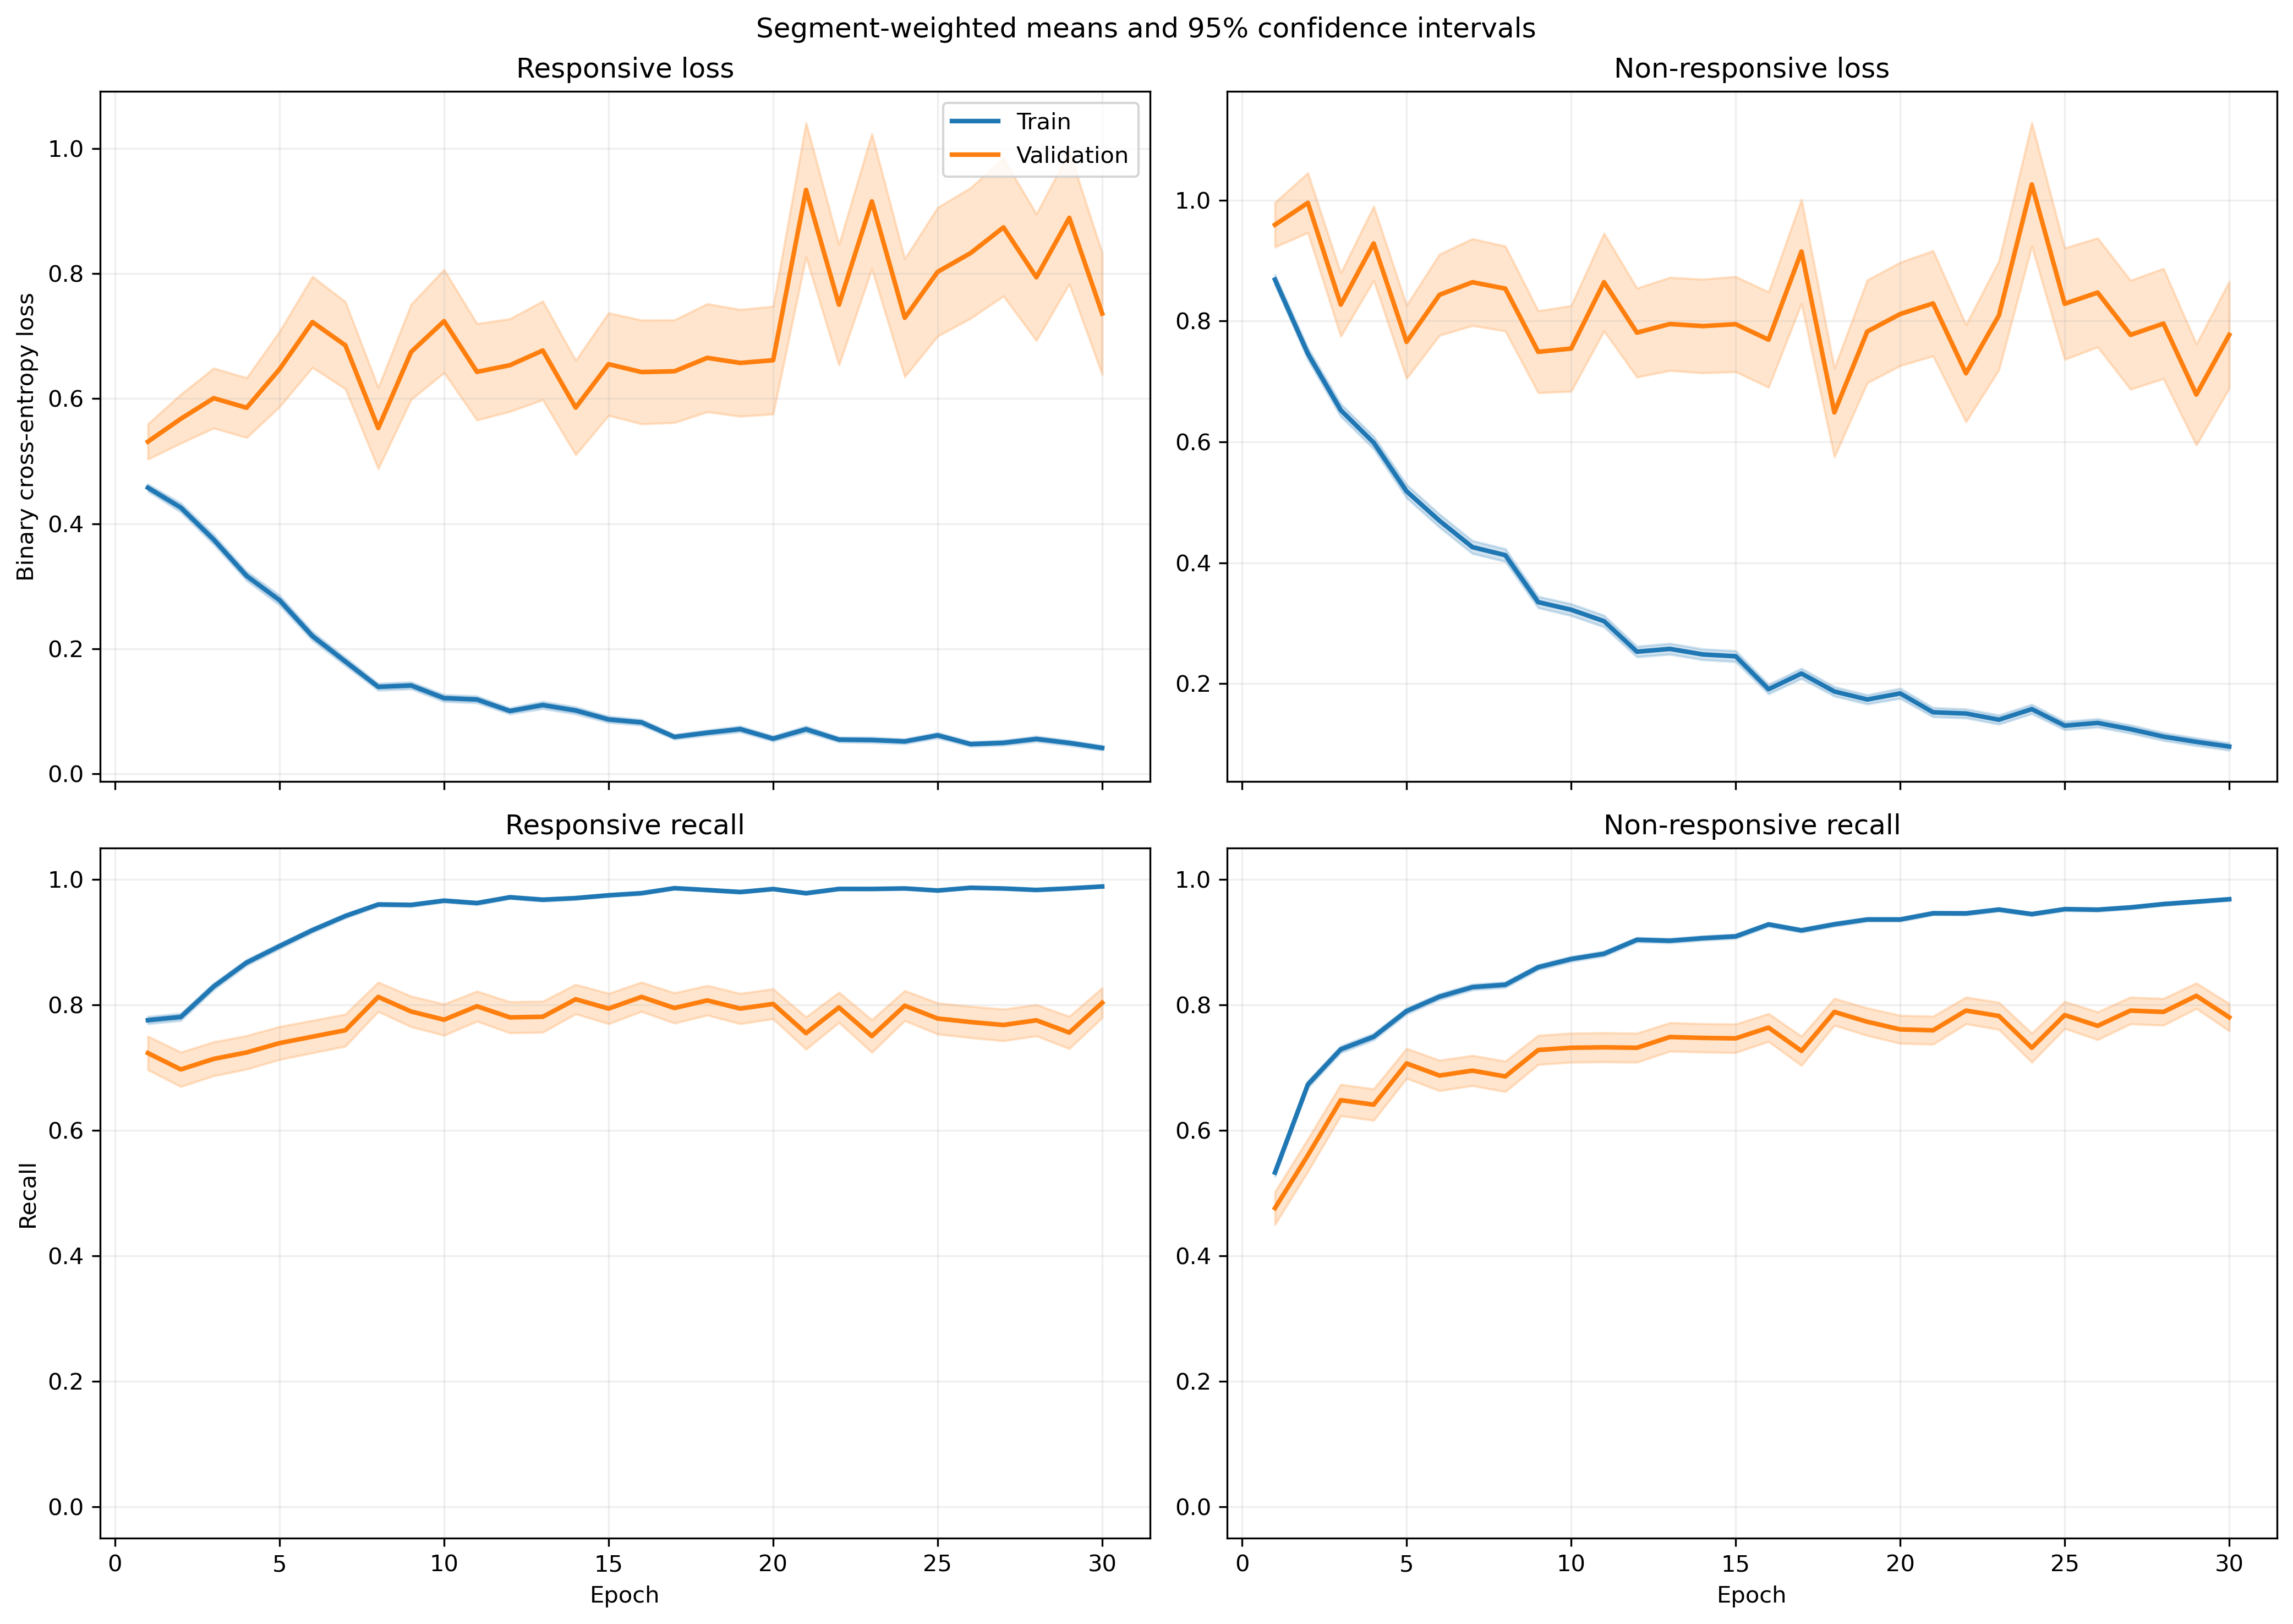 Segment-weighted means and 95% confidence intervals
Responsive loss
Non-responsive loss
Train
Validation
1.0
0.8
0.6
0.4
0.2
0.0
Binary cross-entropy loss
1.0
0.8
0.6
0.4
0.2
Responsive recall
Non-responsive recall
1.0
0.8
0.6
0.4
0.2
0.0
Recall
0 5 10 15 20 25 30
Epoch
1.0
0.8
0.6
0.4
0.2
0.0
0 5 10 15 20 25 30
Epoch